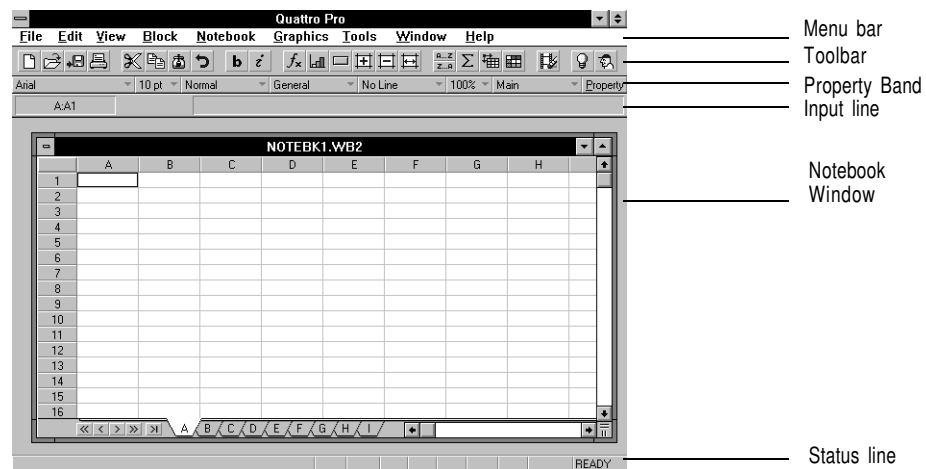 Quattro Pro
File Edit View Block Notebook Graphics Tools Window Help
b i fx A..Z Z..A Σ
Arial 10 pt Normal General No Line 100% Main Property
A:A1
NOTEBK1.WB2
A B C D E F G H
1
2
3
4
5
6
7
8
9
10
11
12
13
14
15
16
A B C D E F G H I
READY
Menu bar
Toolbar
Property Band
Input line
Notebook
Window
Status line